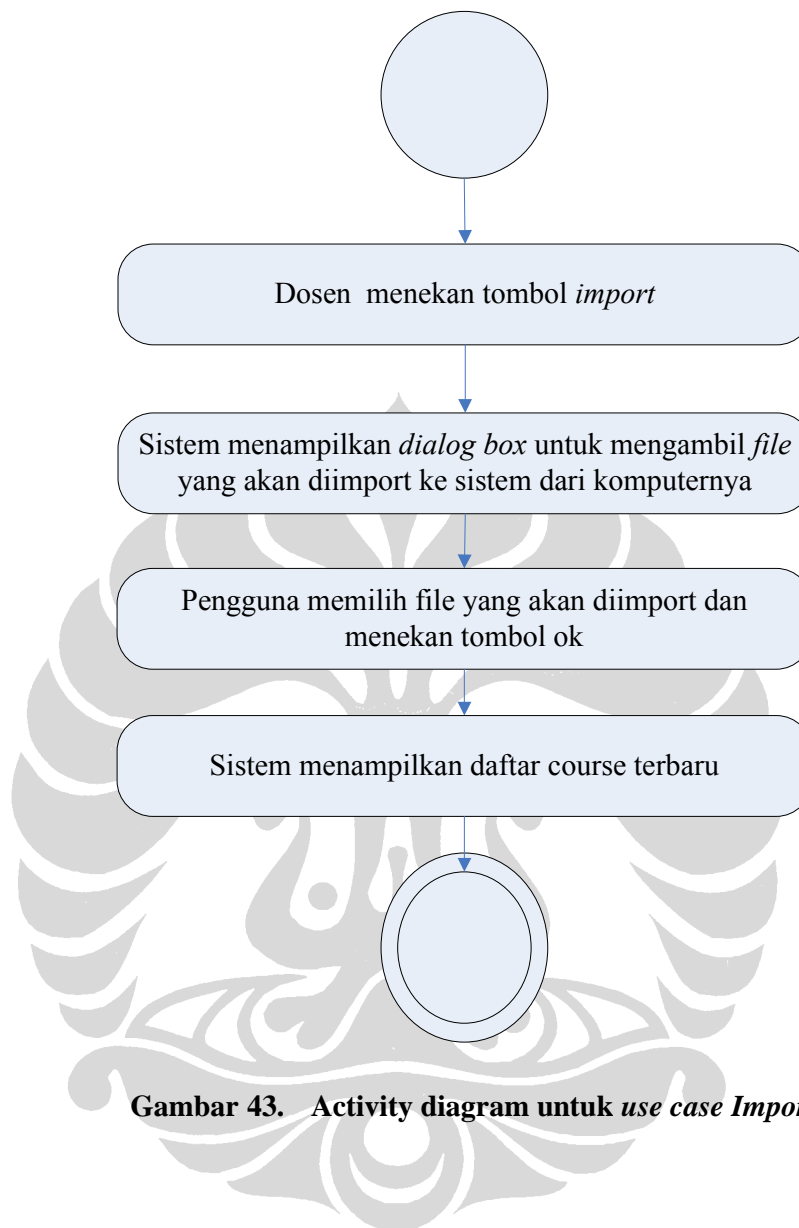 Dosen menekan tombol import
Sistem menampilkan dialog box untuk mengambil file
yang akan diimport ke sistem dari komputernya
Pengguna memilih file yang akan diimport dan
menekan tombol ok
Sistem menampilkan daftar course terbaru
Gambar 43. Activity diagram untuk use case